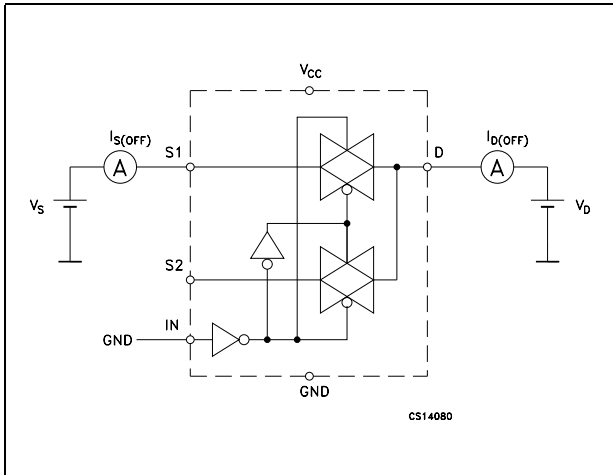 VCC
IS(OFF)
ID(OFF)
A
S1
D
A
VS
VD
S2
IN
GND
GND
CS14080